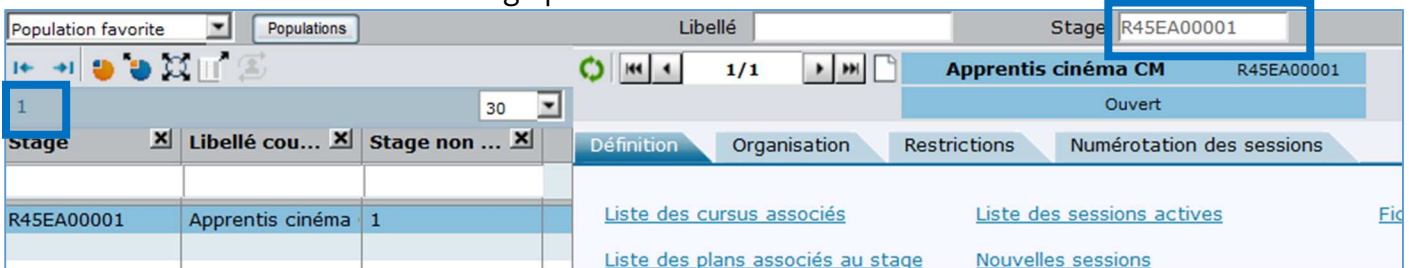 Population favorite Populations Libellé Stage R45EA00001
1/1 Apprentis cinéma CM R45EA00001
1 30 Ouvert
Stage Libellé cou... Stage non ... Définition Organisation Restrictions Numérotation des sessions
R45EA00001 Apprentis cinéma 1 Liste des cursus associés Liste des sessions actives
Liste des plans associés au stage Nouvelles sessions